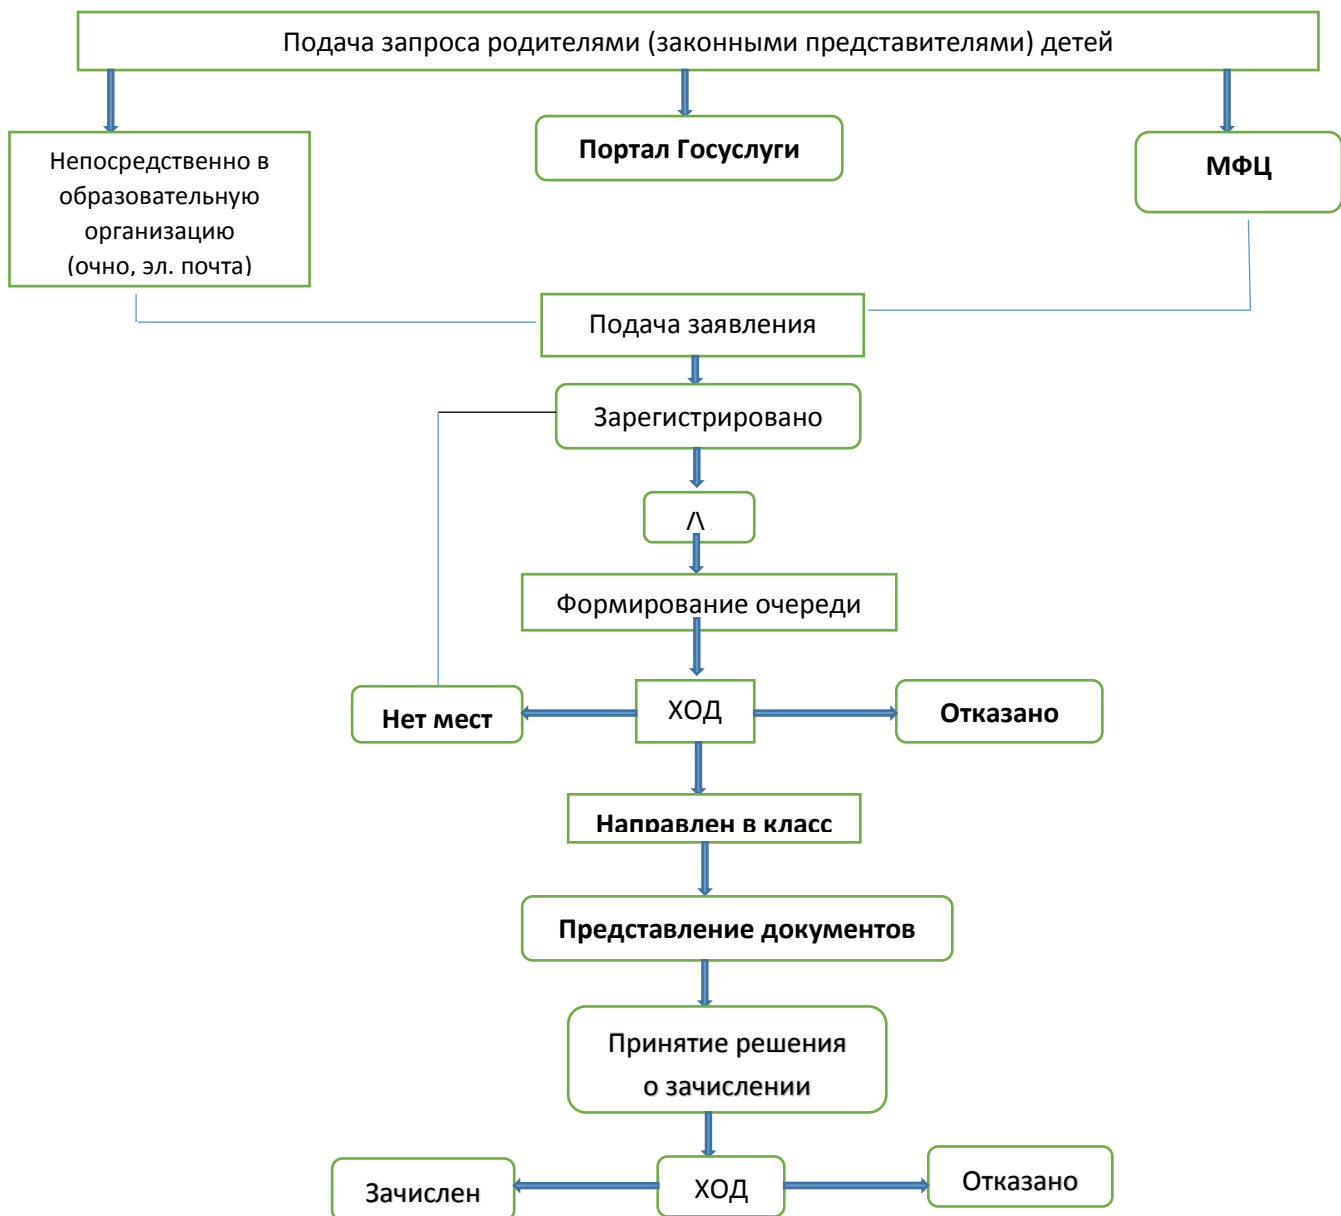 Подача запроса родителями (законными представителями) детей
Непосредственно в
образовательную
организацию
(очно, эл. почта)
Портал Госуслуги
МФЦ
Подача заявления
Зарегистрировано
Формирование очереди
Нет мест
ХОД
Отказано
Направлен в класс
Представление документов
Принятие решения
о зачислении
Зачислен
ХОД
Отказано